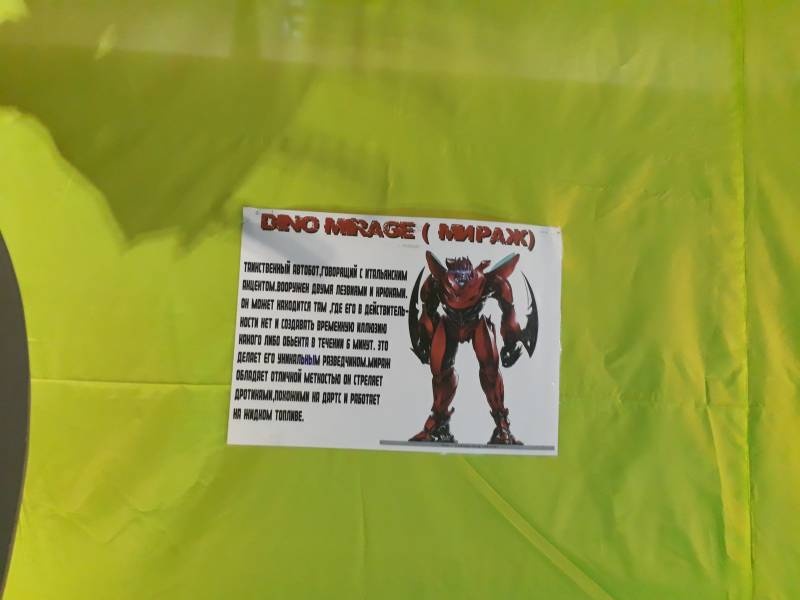 DINO MIRAGE ( МИРАЖ)
ТАИНСТВЕННЫЙ АВТОБОТ,ГОВОРЯЩИЙ С ИТАЛЬЯНСКИМ
АКЦЕНТОМ.ВООРУЖЕН ДВУМЯ ЛЕЗВИЯМИ И КРЮКАМИ.
ОН МОЖЕТ НАХОДИТСЯ ТАМ ,ГДЕ ЕГО В ДЕЙСТВИТЕЛЬ-
НОСТИ НЕТ И СОЗДАВАТЬ ВРЕМЕННУЮ ИЛЛЮЗИЮ
КАКОГО ЛИБО ОБЬЕКТА В ТЕЧЕНИИ 6 МИНУТ. ЭТО
ДЕЛАЕТ ЕГО УНИКАЛЬНЫМ РАЗВЕДЧИКОМ.МИРАЖ
ОБЛАДАЕТ ОТЛИЧНОЙ МЕТКОСТЬЮ ОН СТРЕЛЯЕТ
ДРОТИКАМИ,ПОХОЖИМИ НА ДАРТС И РАБОТАЕТ
НА ЖИДКОМ ТОПЛИВЕ.